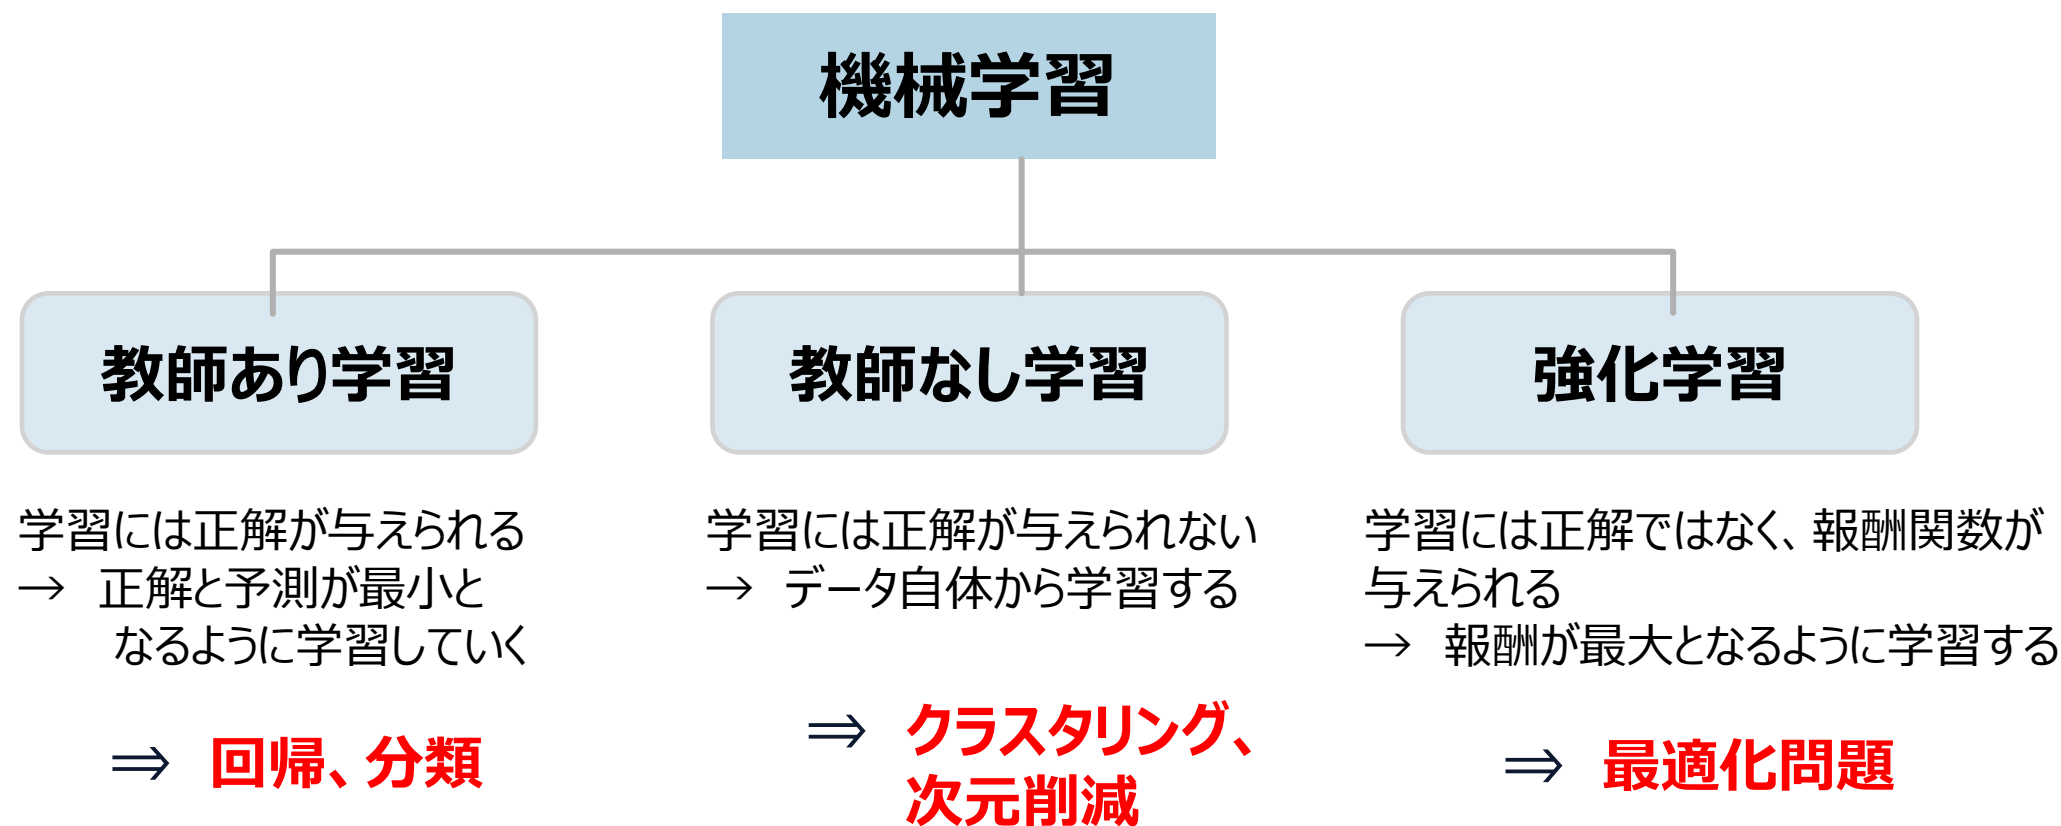 機械学習
教師あり学習
学習には正解が与えられる
→ 正解と予測が最小と
なるように学習していく
⇒ 回帰、分類
教師なし学習
学習には正解が与えられない
→ データ自体から学習する
⇒ クラスタリング、
次元削減
強化学習
学習には正解ではなく、報酬関数が
与えられる
→ 報酬が最大となるように学習する
⇒ 最適化問題